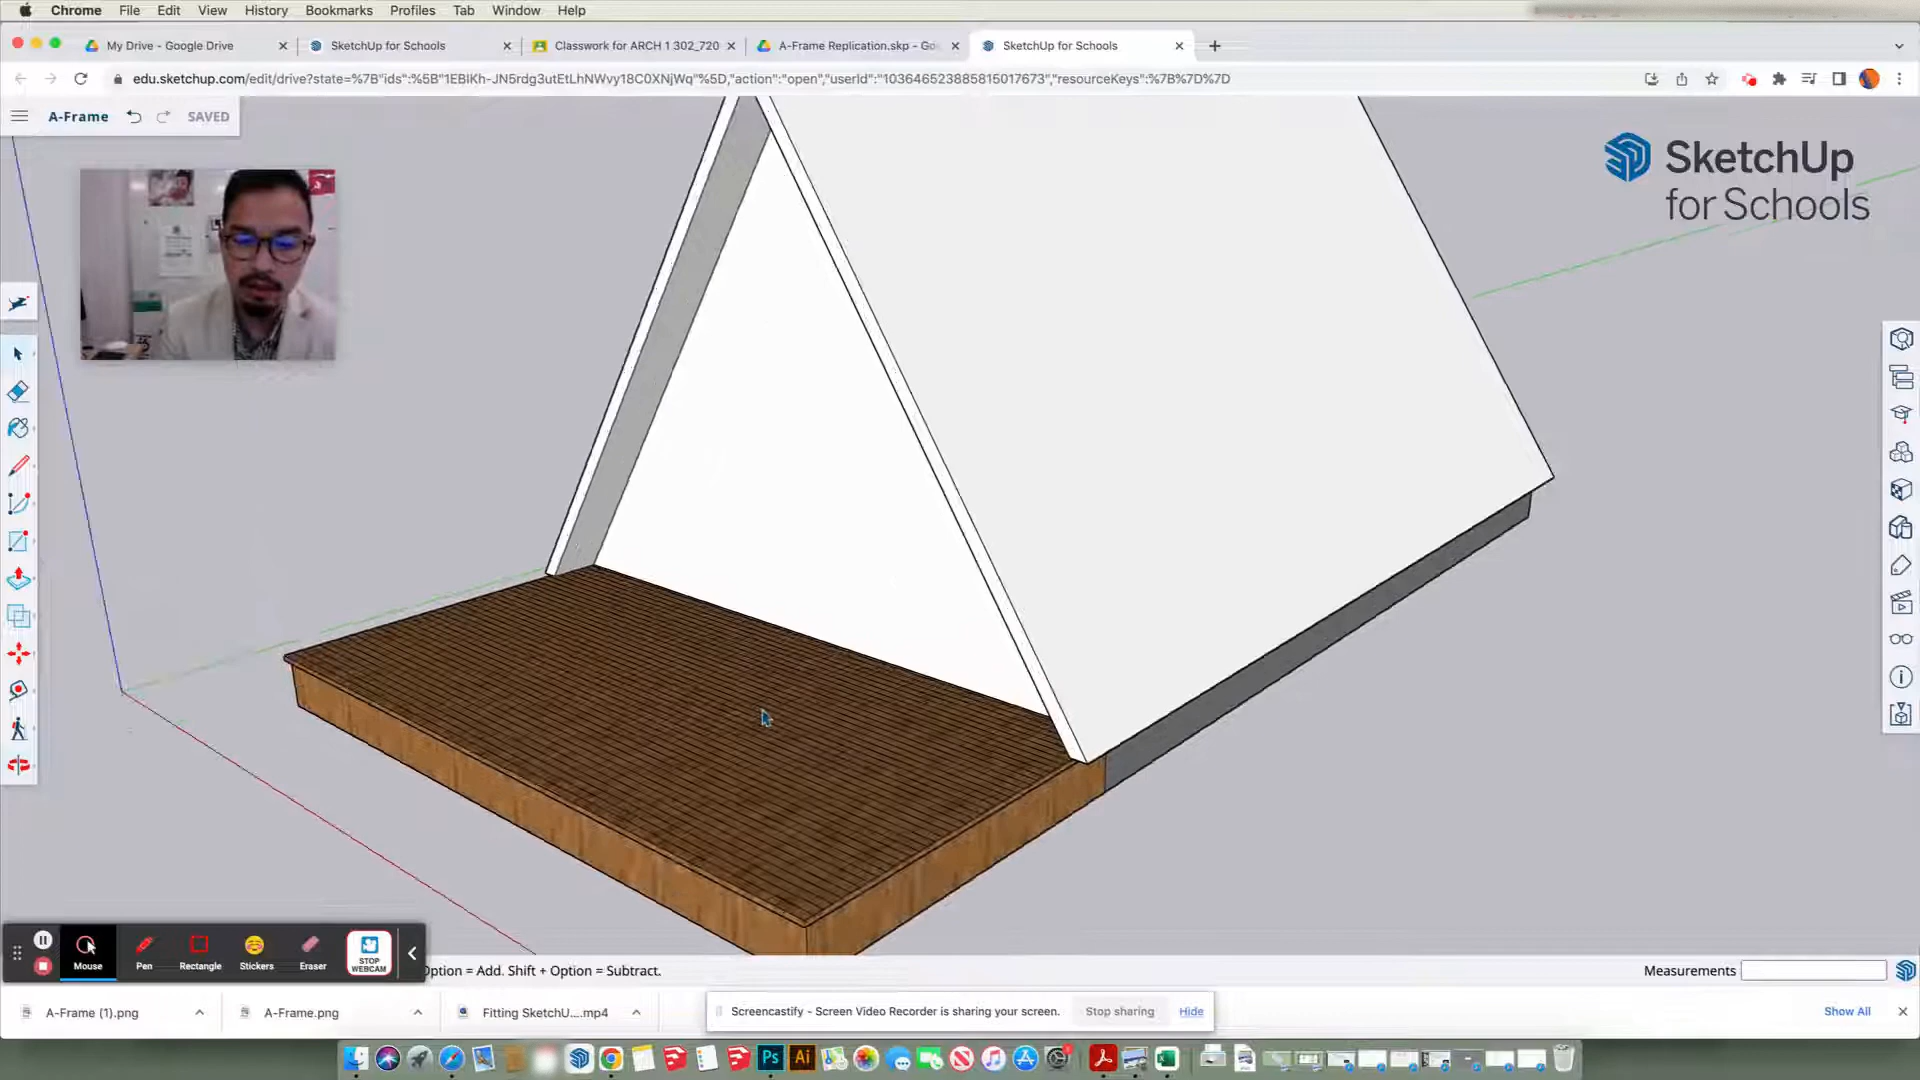 Chrome File Edit View History Bookmarks Profiles Tab Window Help
My Drive - Google Drive
SketchUp for Schools
Classwork for ARCH 1 302_720
A-Frame Replication.skp - Go
SketchUp for Schools
edu.sketchup.com/edit/drive?state=%7B"ids":%5B"1EBIKh-JN5rdg3utEtLhNWvy18C0XNjWq"%5D,"action":"open","userId":"103646523885815017673","resourceKeys":%7B%7D%7D
A-Frame SAVED
SketchUp
for Schools
Mouse Pen Rectangle Stickers Eraser
STOP
WEBCAM
Option = Add. Shift + Option = Subtract.
Measurements
A-Frame (1).png
A-Frame.png
Fitting SketchU....mp4
Screencastify - Screen Video Recorder is sharing your screen.
Stop sharing
Hide
Show All
Ps
Ai